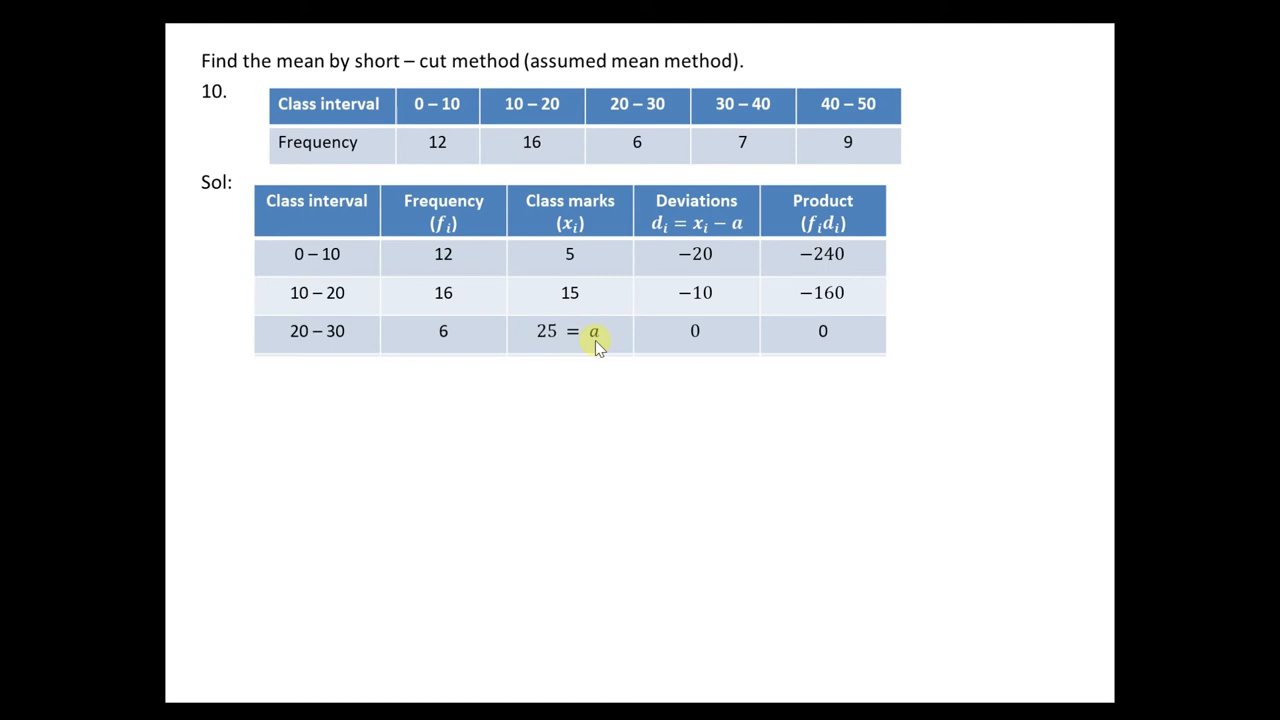 Find the mean by short – cut method (assumed mean method).
10.
Class interval 0 – 10 10 – 20 20 – 30 30 – 40 40 – 50
Frequency 12 16 6 7 9
Sol:
Class interval Frequency Class marks Deviations Product
(fᵢ) (xᵢ) dᵢ = xᵢ − a (fᵢdᵢ)
0 – 10 12 5 −20 −240
10 – 20 16 15 −10 −160
20 – 30 6 25 = a 0 0